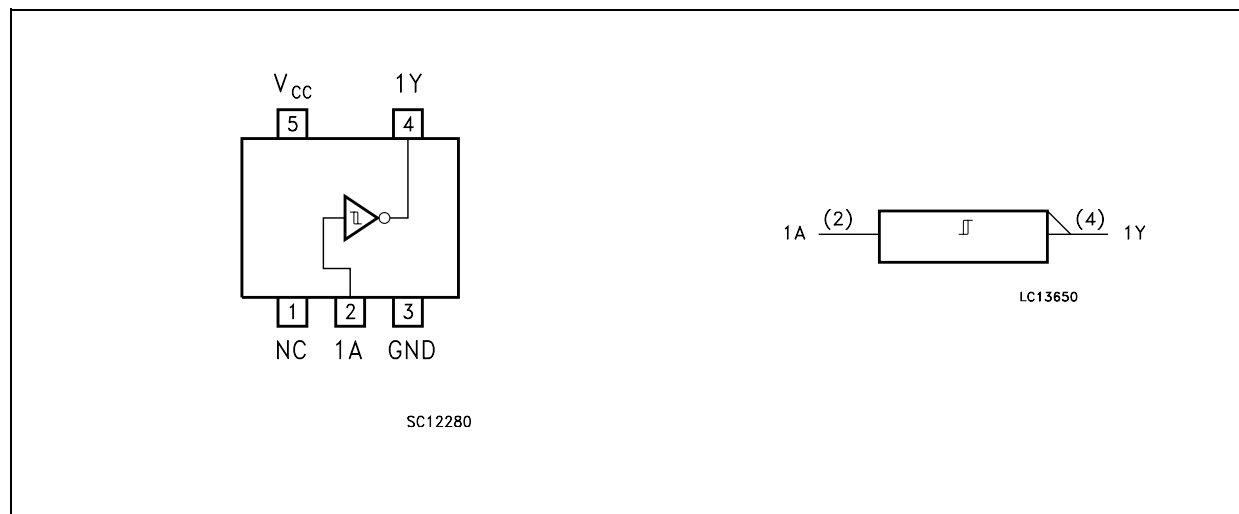 V CC 1Y
5 4
1 2 3
NC 1A GND
SC12280
1A (2) (4) 1Y
LC13650